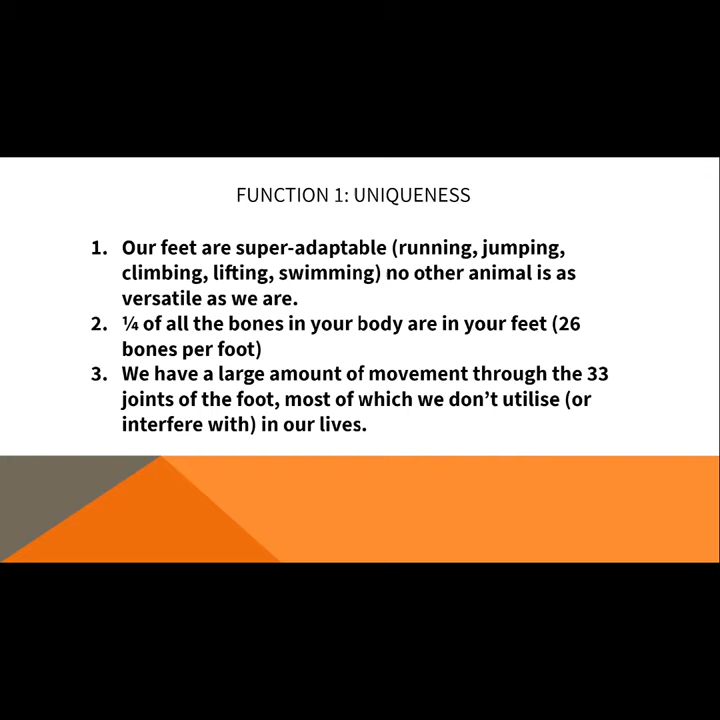 FUNCTION 1: UNIQUENESS
1. Our feet are super-adaptable (running, jumping,
climbing, lifting, swimming) no other animal is as
versatile as we are.
2. ¼ of all the bones in your body are in your feet (26
bones per foot)
3. We have a large amount of movement through the 33
joints of the foot, most of which we don’t utilise (or
interfere with) in our lives.